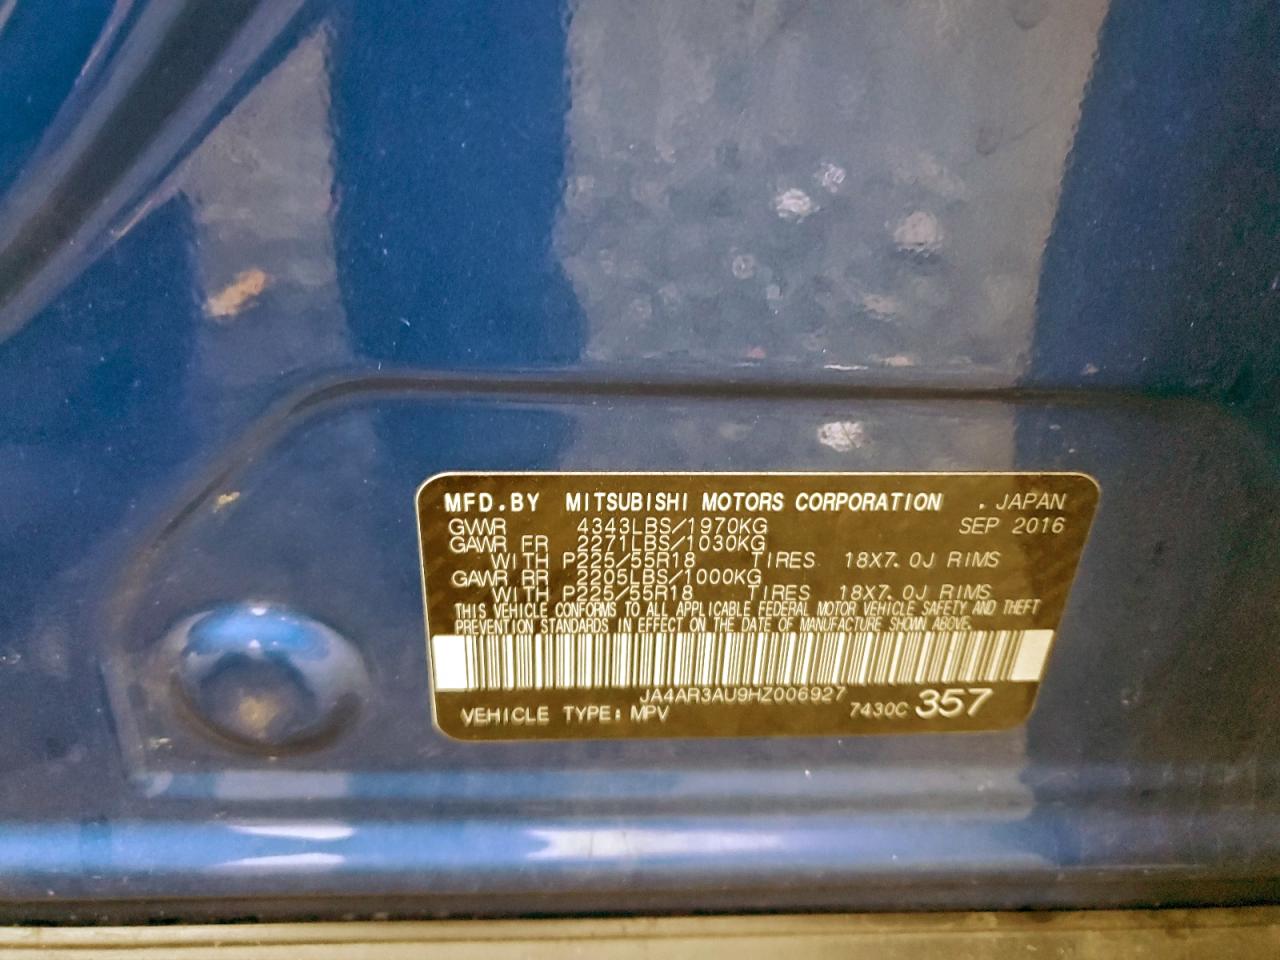 MFD.BY MITSUBISHI MOTORS CORPORATION . JAPAN
GVWR 4343LBS/1970KG SEP 2016
GAWR FR 2271LBS/1030KG
WITH P225/55R18 TIRES 18X7.0J RIMS
GAWR RR 2205LBS/1000KG
WITH P225/55R18 TIRES 18X7.0J RIMS
THIS VEHICLE CONFORMS TO ALL APPLICABLE FEDERAL MOTOR VEHICLE SAFETY AND THEFT
PREVENTION STANDARDS IN EFFECT ON THE DATE OF MANUFACTURE SHOWN ABOVE.
JA4AR3AU9HZ006927
VEHICLE TYPE: MPV 7430C 357